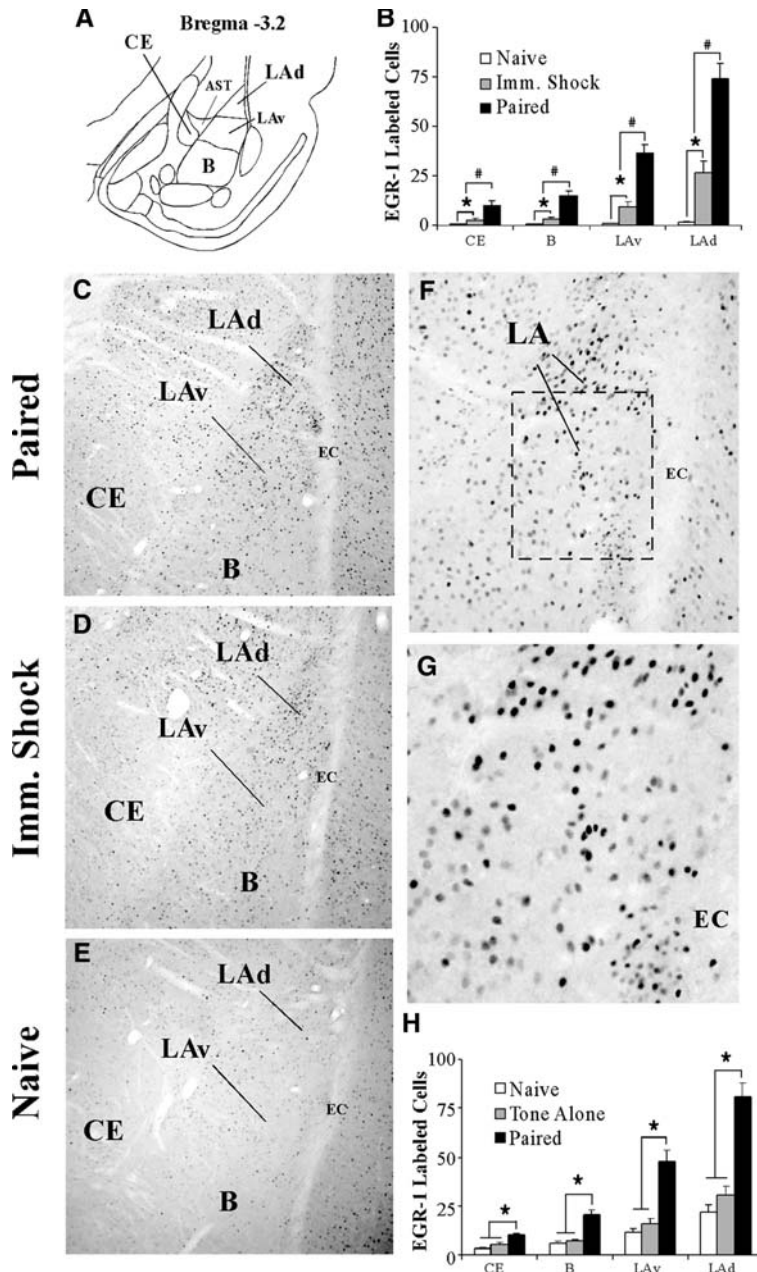 A
Bregma -3.2
CE
AST
LAd
LAv
B
B
EGR-1 Labeled Cells
100
75
50
25
0
Naive
Imm. Shock
Paired
#
#
#
#
*
*
*
*
CE
B
LAv
LAd
Paired
C
LAd
LAv
EC
CE
B
F
LA
EC
Imm. Shock
D
LAd
LAv
EC
CE
B
G
EC
Naive
E
LAd
LAv
EC
CE
B
H
EGR-1 Labeled Cells
100
75
50
25
0
Naive
Tone Alone
Paired
*
*
*
*
CE
B
LAv
LAd